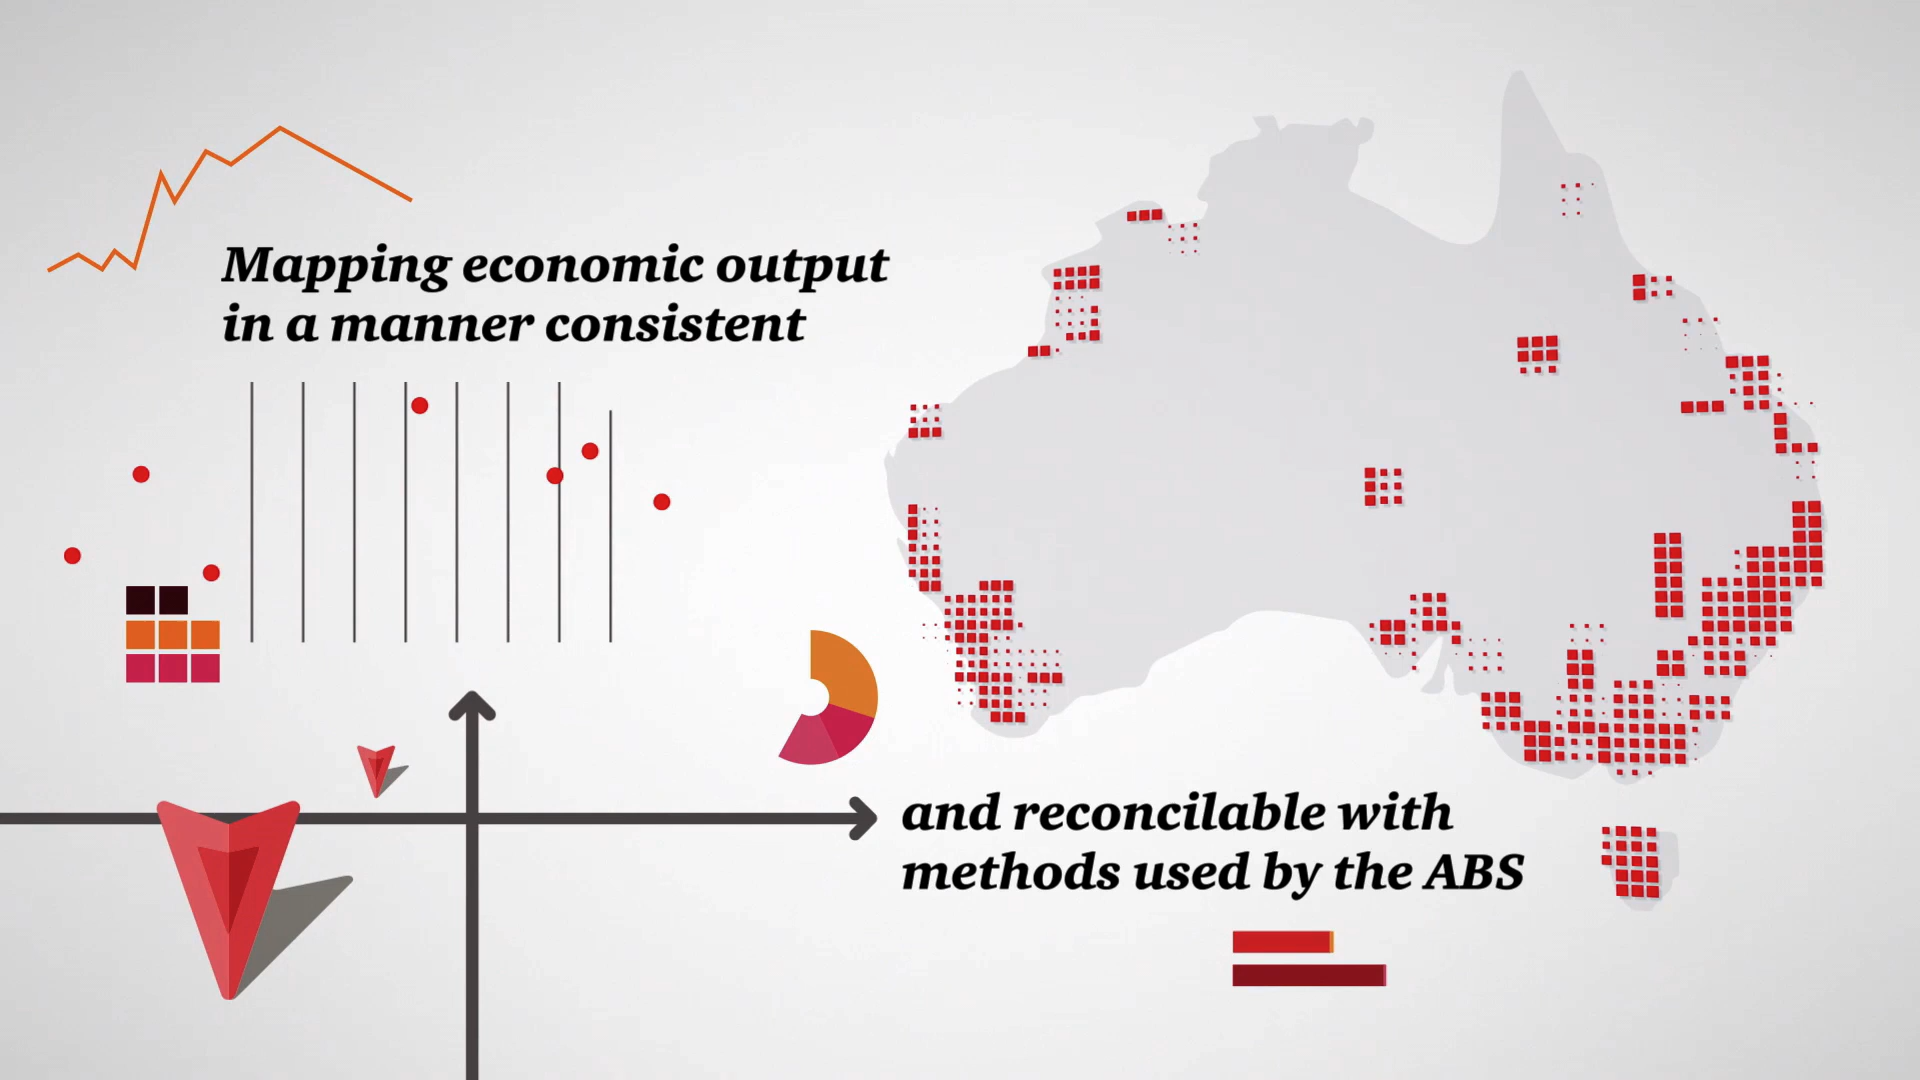 Mapping economic output
in a manner consistent
and reconcilable with
methods used by the ABS